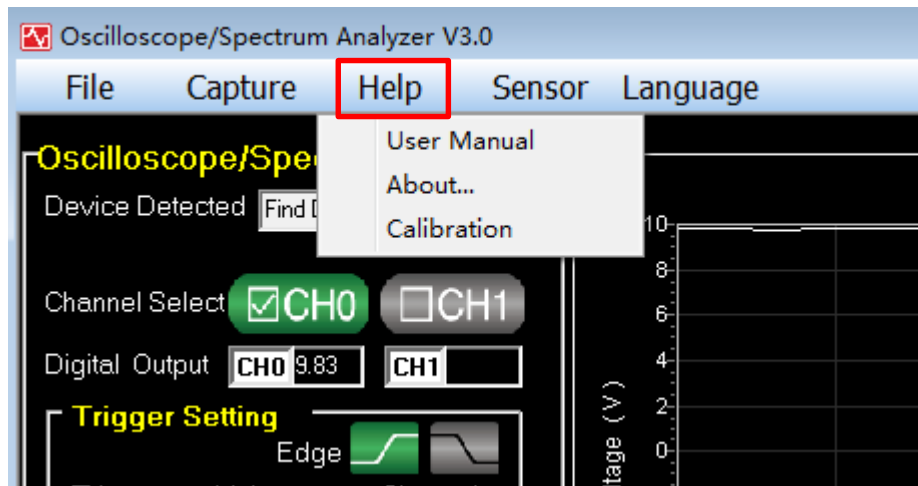 Oscilloscope/Spectrum Analyzer V3.0
File Capture Help Sensor Language
User Manual
About...
Calibration
Device Detected Find
Channel Select CH0 CH1
Digital Output CH0 9.83 CH1
Trigger Setting
Edge
10
8
6
4
2
0
(V)